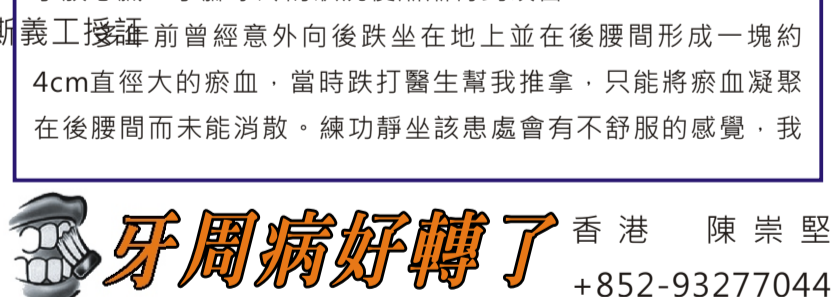 斯義工授証
多年前曾經意外向後跌坐在地上並在後腰間形成一塊約
4cm直徑大的瘀血，當時跌打醫生幫我推拿，只能將瘀血凝聚
在後腰間而未能消散。練功靜坐該患處會有不舒服的感覺，我
牙周病好轉了
香港 陳崇堅
+852-93277044